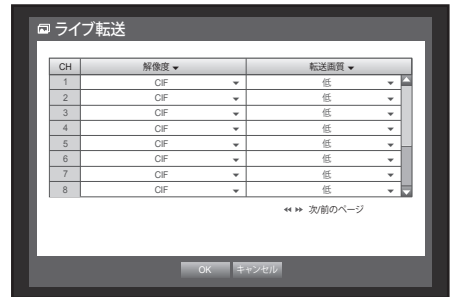 ライブ転送
CH 解像度 転送画質
1 CIF 低
2 CIF 低
3 CIF 低
4 CIF 低
5 CIF 低
6 CIF 低
7 CIF 低
8 CIF 低
次/前のページ
OK キャンセル